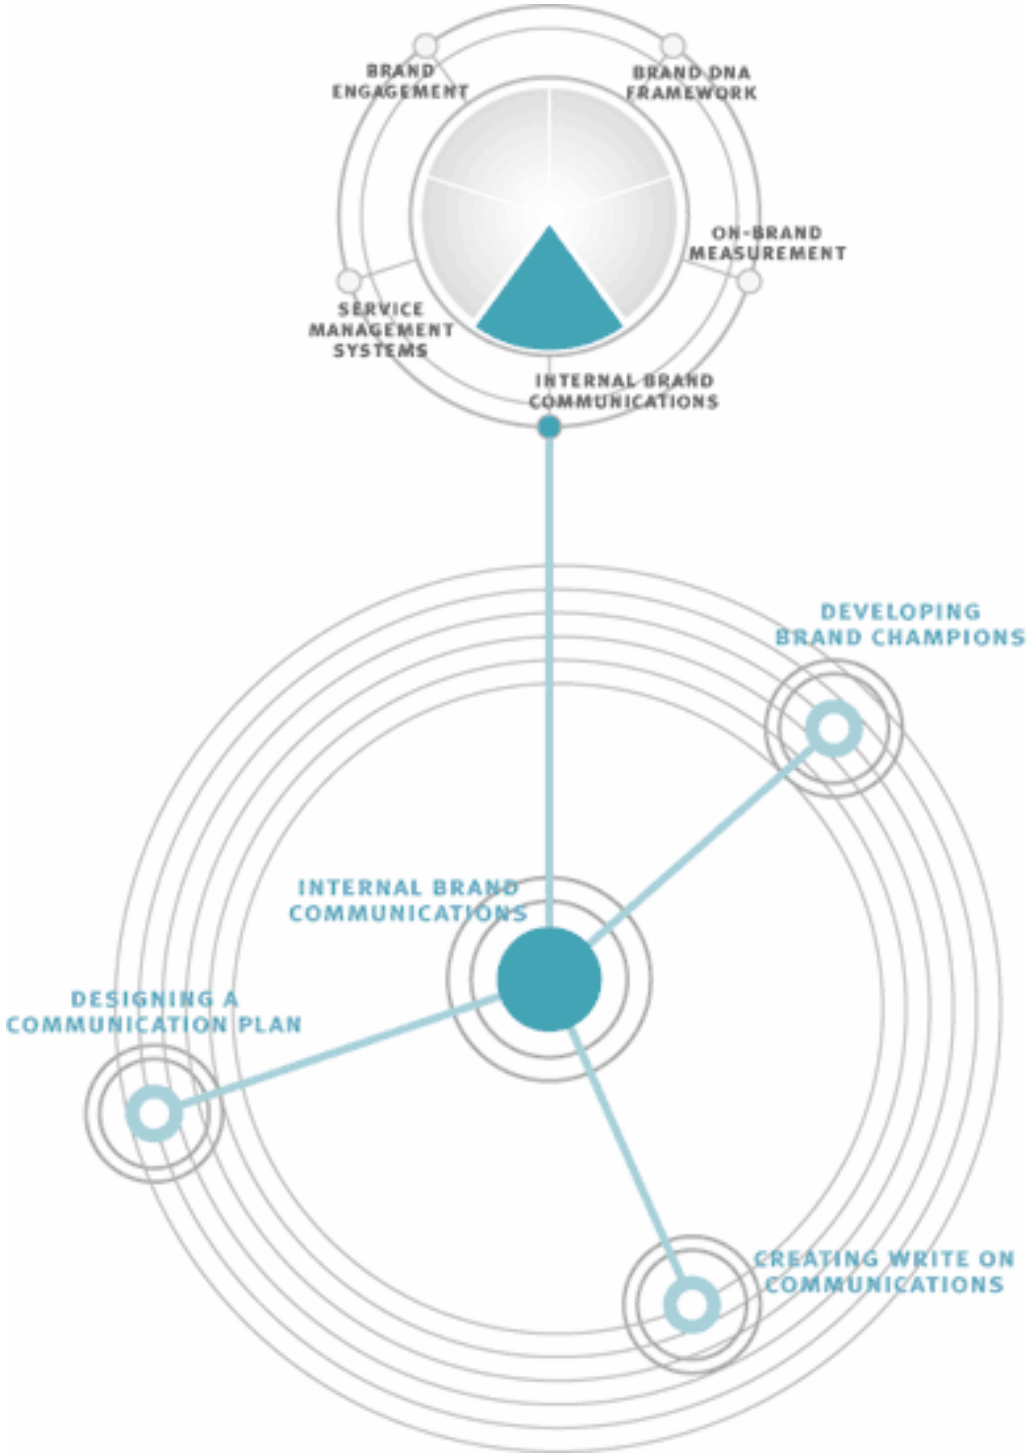 BRAND
ENGAGEMENT
BRAND DNA
FRAMEWORK
ON-BRAND
MEASUREMENT
SERVICE
MANAGEMENT
SYSTEMS
INTERNAL BRAND
COMMUNICATIONS
DEVELOPING
BRAND CHAMPIONS
INTERNAL BRAND
COMMUNICATIONS
DESIGNING A
COMMUNICATION PLAN
CREATING WRITE ON
COMMUNICATIONS